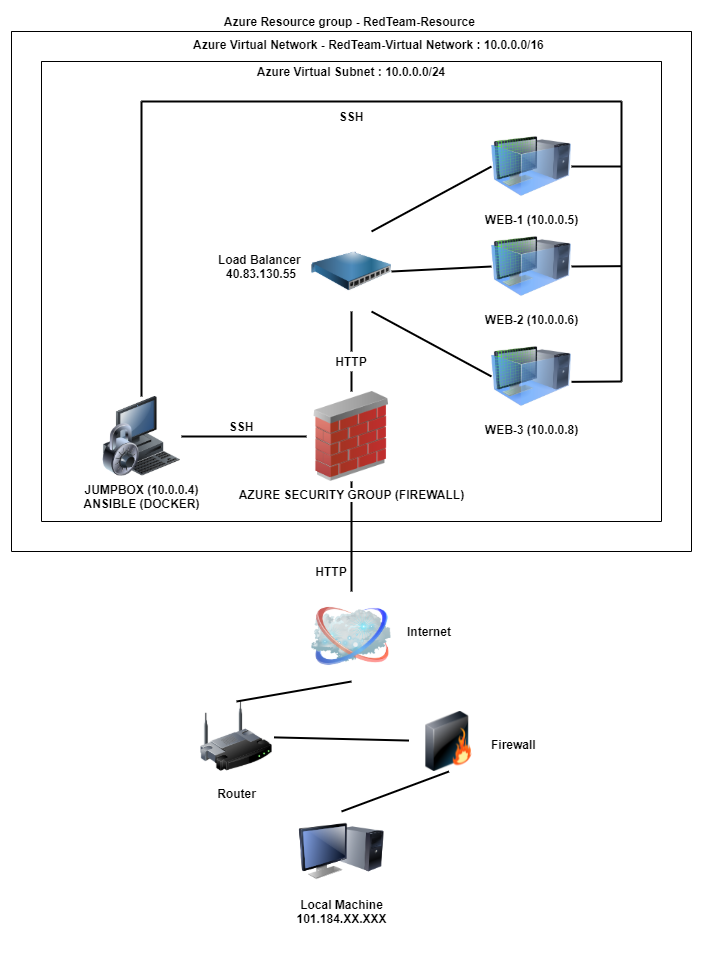 Azure Resource group - RedTeam-Resource
Azure Virtual Network - RedTeam-Virtual Network : 10.0.0.0/16
Azure Virtual Subnet : 10.0.0.0/24
SSH
WEB-1 (10.0.0.5)
Load Balancer
40.83.130.55
WEB-2 (10.0.0.6)
HTTP
WEB-3 (10.0.0.8)
SSH
JUMPBOX (10.0.0.4)
ANSIBLE (DOCKER)
AZURE SECURITY GROUP (FIREWALL)
HTTP
Internet
Firewall
Router
Local Machine
101.184.XX.XXX